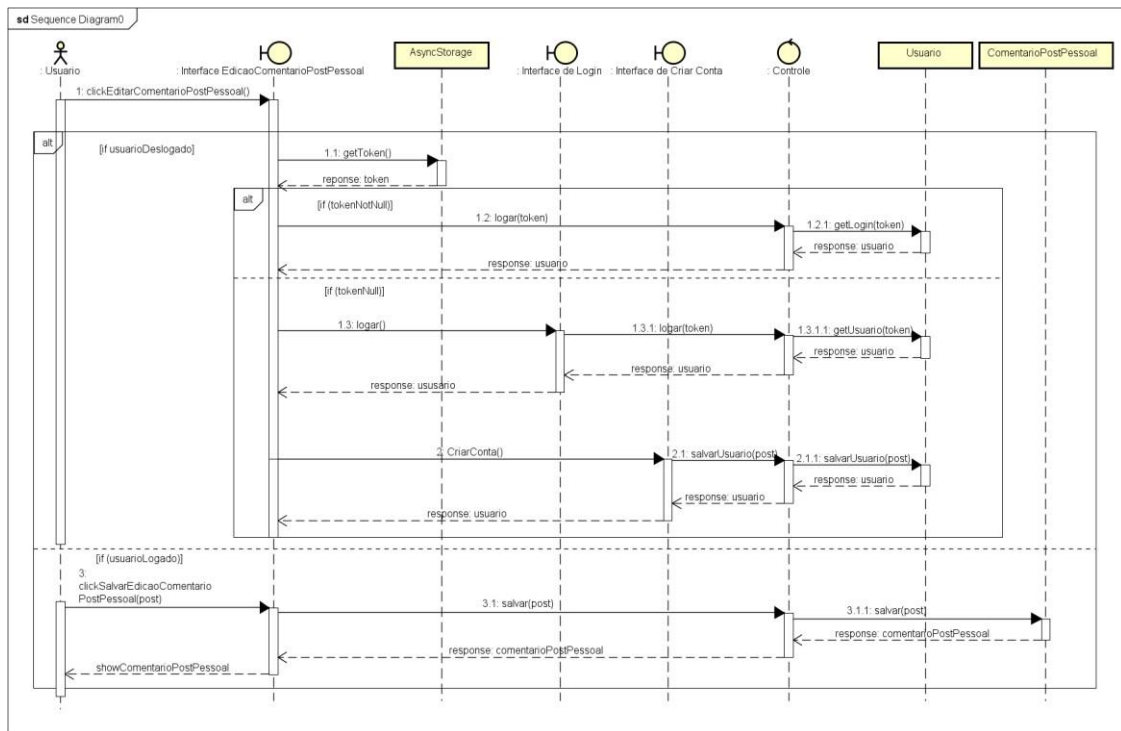 sd Sequence Diagram0
: Usuario
: Interface EdicaoComentarioPostPessoal
AsyncStorage
: Interface de Login
: Interface de Criar Conta
: Controle
Usuario
ComentarioPostPessoal
1: clickEditarComentarioPostPessoal()
alt
[if usuarioDeslogado]
1.1: getToken()
reponse: token
alt
[if (tokenNotNull)]
1.2: logar(token)
1.2.1: getLogin(token)
response: usuario
response: usuario
[if (tokenNull)]
1.3: logar()
1.3.1: logar(token)
1.3.1.1: getUsuario(token)
response: usuario
response: usuario
response: ususário
2: CriarConta()
2.1: salvarUsuario(post)
2.1.1: salvarUsuario(post)
response: usuario
response: usuario
response: usuario
[if (usuarioLogado)]
3:
clickSalvarEdicaoComentario
PostPessoal(post)
3.1: salvar(post)
3.1.1: salvar(post)
response: comentarioPostPessoal
response: comentarioPostPessoal
showComentarioPostPessoal